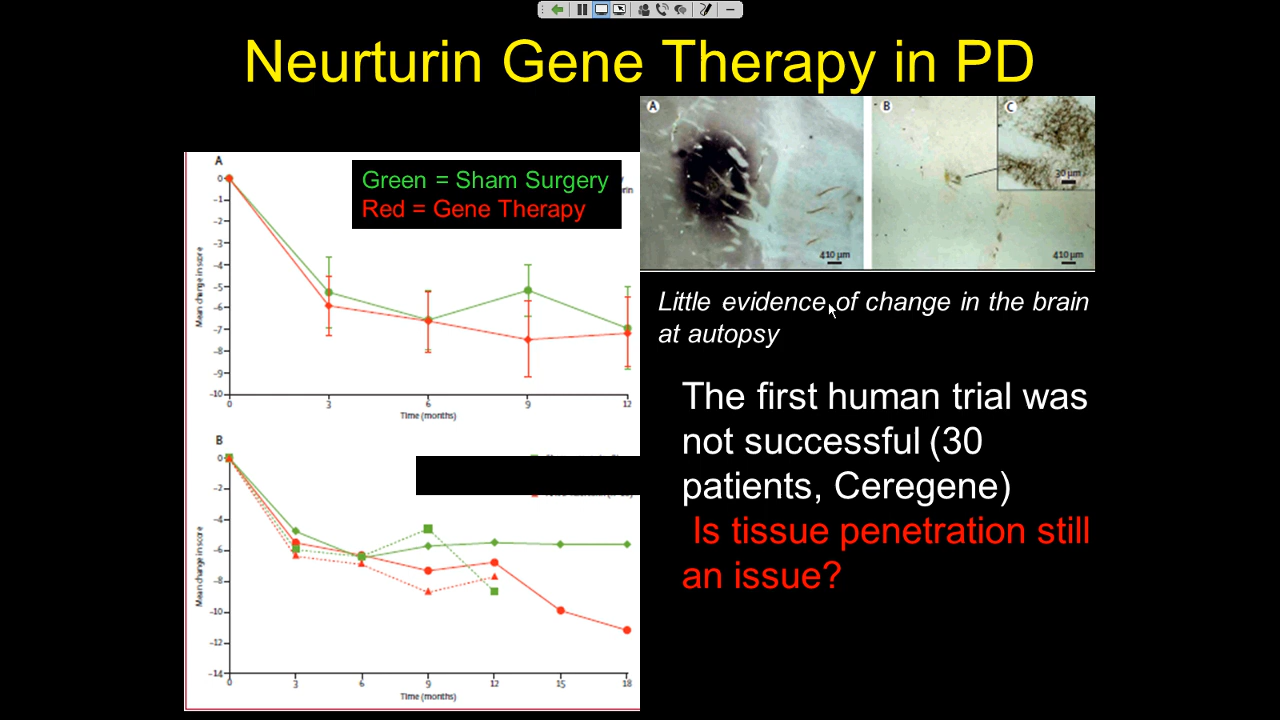 Neurturin Gene Therapy in PD
A
Green = Sham Surgery
Red = Gene Therapy
0
-1
-2
-3
-4
-5
-6
-7
-8
-9
-10
Mean change in score
0 3 6 9 12
Time (months)
B
0
-2
-4
-6
-8
-10
-12
-14
Mean change in score
0 3 6 9 12 15 18
Time (months)
A
410 μm
B
410 μm
C
30 μm
Little evidence of change in the brain
at autopsy
The first human trial was
not successful (30
patients, Ceregene)
Is tissue penetration still
an issue?